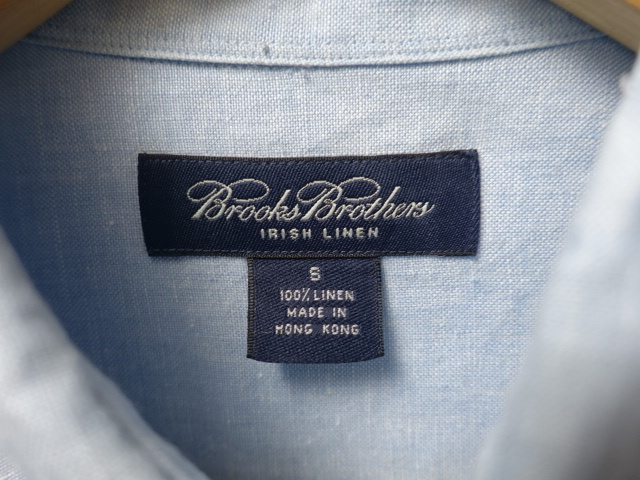 Brooks Brothers
IRISH LINEN
S
100% LINEN
MADE IN
HONG KONG